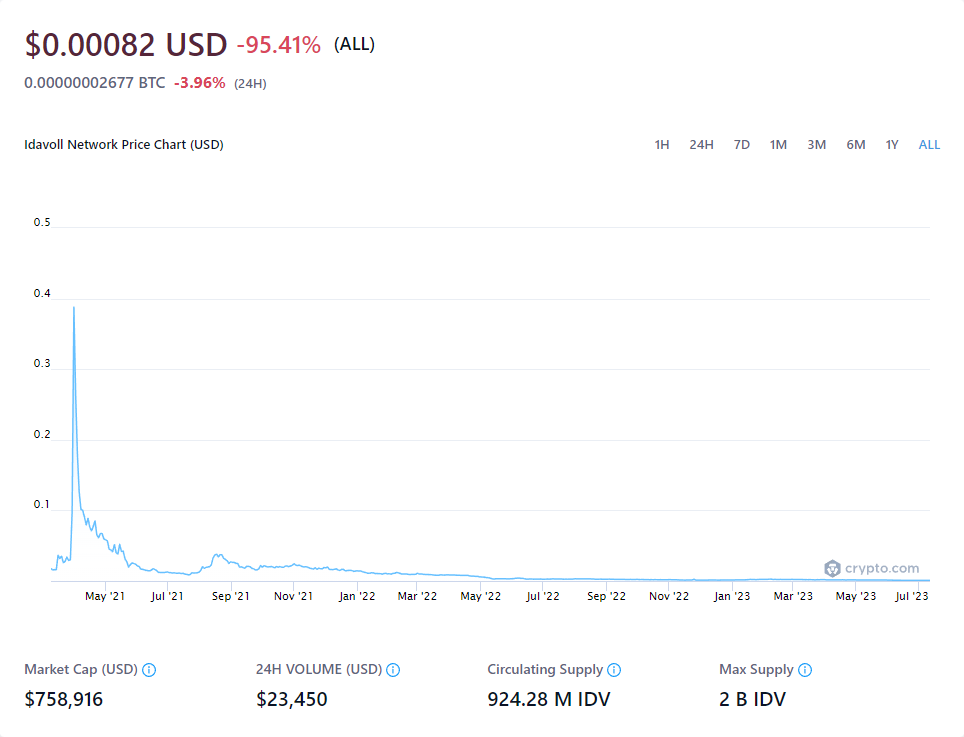 $0.00082 USD -95.41% (ALL)
0.00000002677 BTC -3.96% (24H)
Idavoll Network Price Chart (USD) 1H 24H 7D 1M 3M 6M 1Y ALL
0.5
0.4
0.3
0.2
0.1
crypto.com
May '21 Jul '21 Sep '21 Nov '21 Jan '22 Mar '22 May '22 Jul '22 Sep '22 Nov '22 Jan '23 Mar '23 May '23 Jul '23
Market Cap (USD) 24H VOLUME (USD) Circulating Supply Max Supply
$758,916 $23,450 924.28 M IDV 2 B IDV